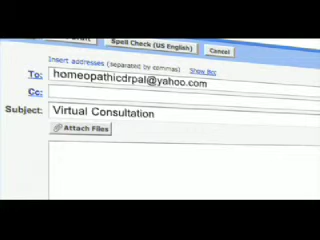 Spell Check (US English) Cancel
Insert addresses (separated by commas) Show Bcc
To: homeopathicdrpal@yahoo.com
Cc:
Subject: Virtual Consultation
Attach Files